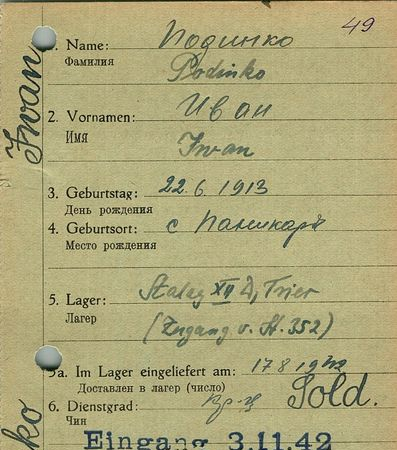 49
1. Name: Подинко
Фамилия
Podinko
2. Vornamen: Иван
Имя
Iwan
3. Geburtstag: 22.6.1913
День рождения
4. Geburtsort: с
Место рождения
5. Lager: Stalag XII D, Trier
Лагерь
(Zugang v. St. 352)
5a. Im Lager eingeliefert am: 17 8 1942
Доставлен в лагерь (число)
6. Dienstgrad: Кр-ц Sold.
Чин
Eingang 3.11.42
Iwan
ko